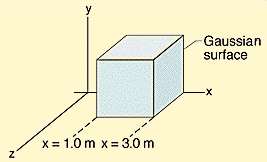 y
Gaussian
surface
x
z
x = 1.0 m x = 3.0 m